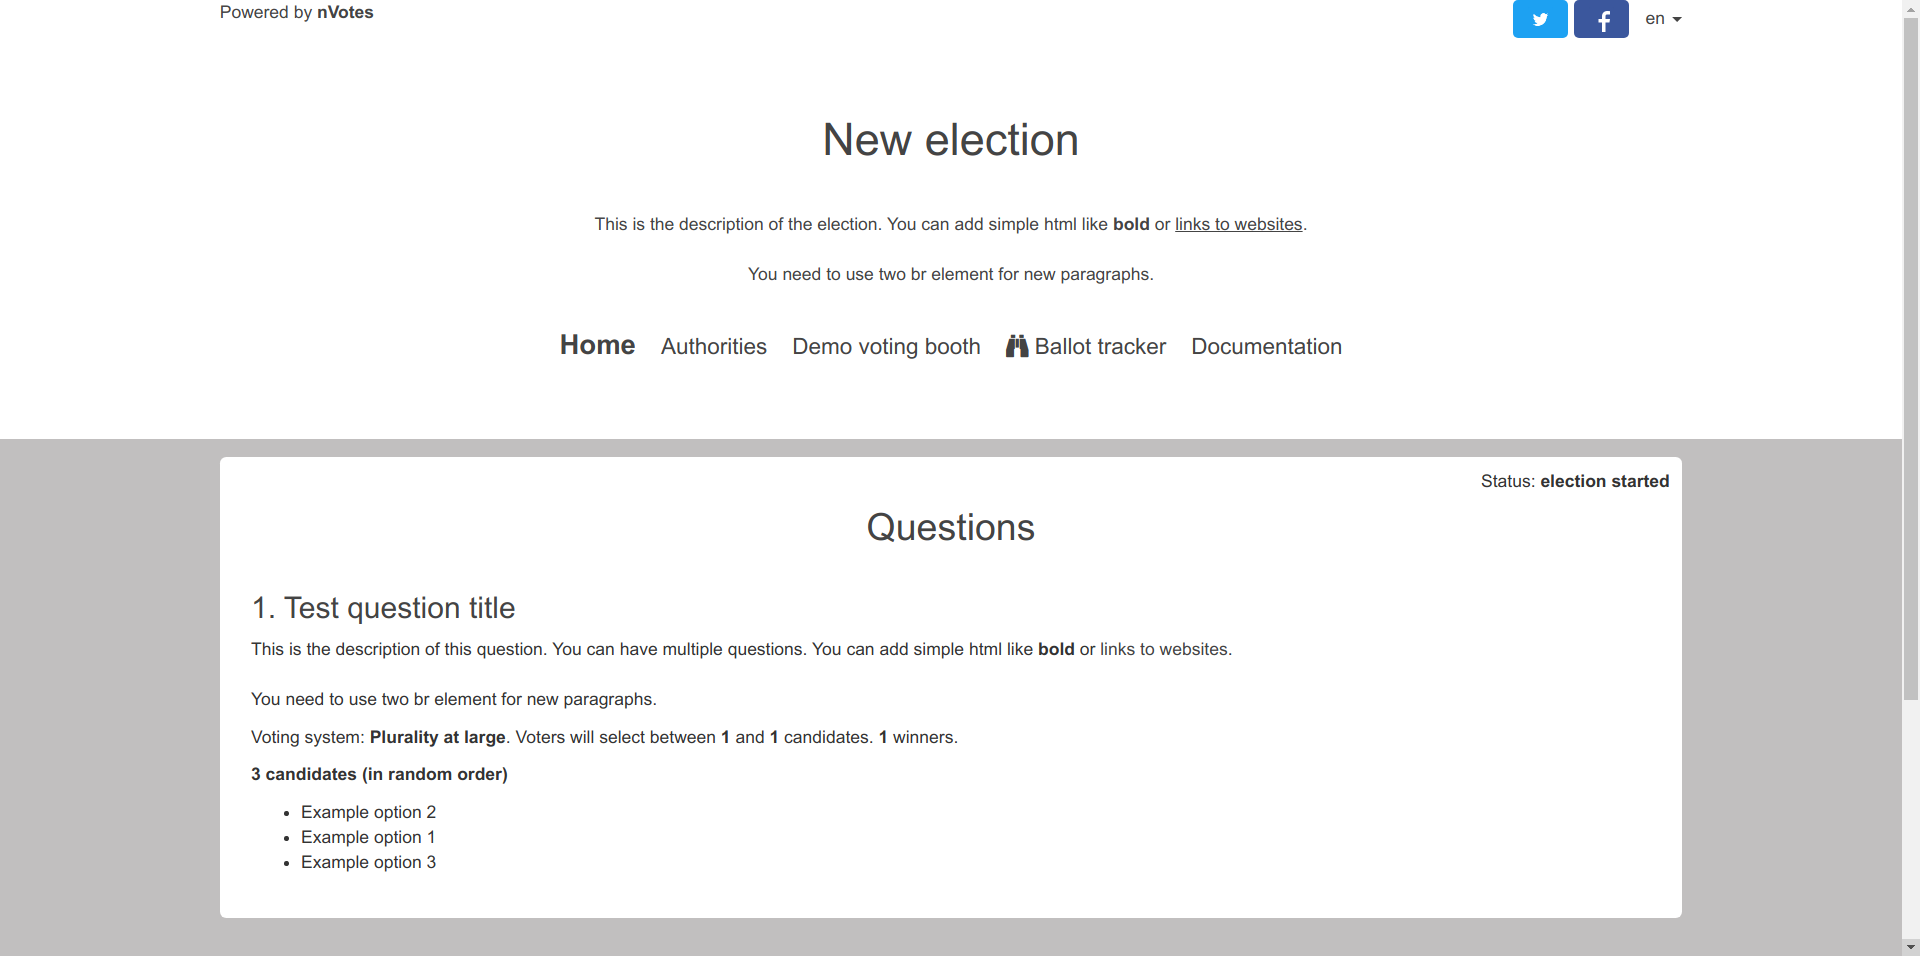 Powered by nVotes
en
New election
This is the description of the election. You can add simple html like bold or links to websites.
You need to use two br element for new paragraphs.
Home Authorities Demo voting booth Ballot tracker Documentation
Status: election started
Questions
1. Test question title
This is the description of this question. You can have multiple questions. You can add simple html like bold or links to websites.
You need to use two br element for new paragraphs.
Voting system: Plurality at large. Voters will select between 1 and 1 candidates. 1 winners.
3 candidates (in random order)
• Example option 2
• Example option 1
• Example option 3